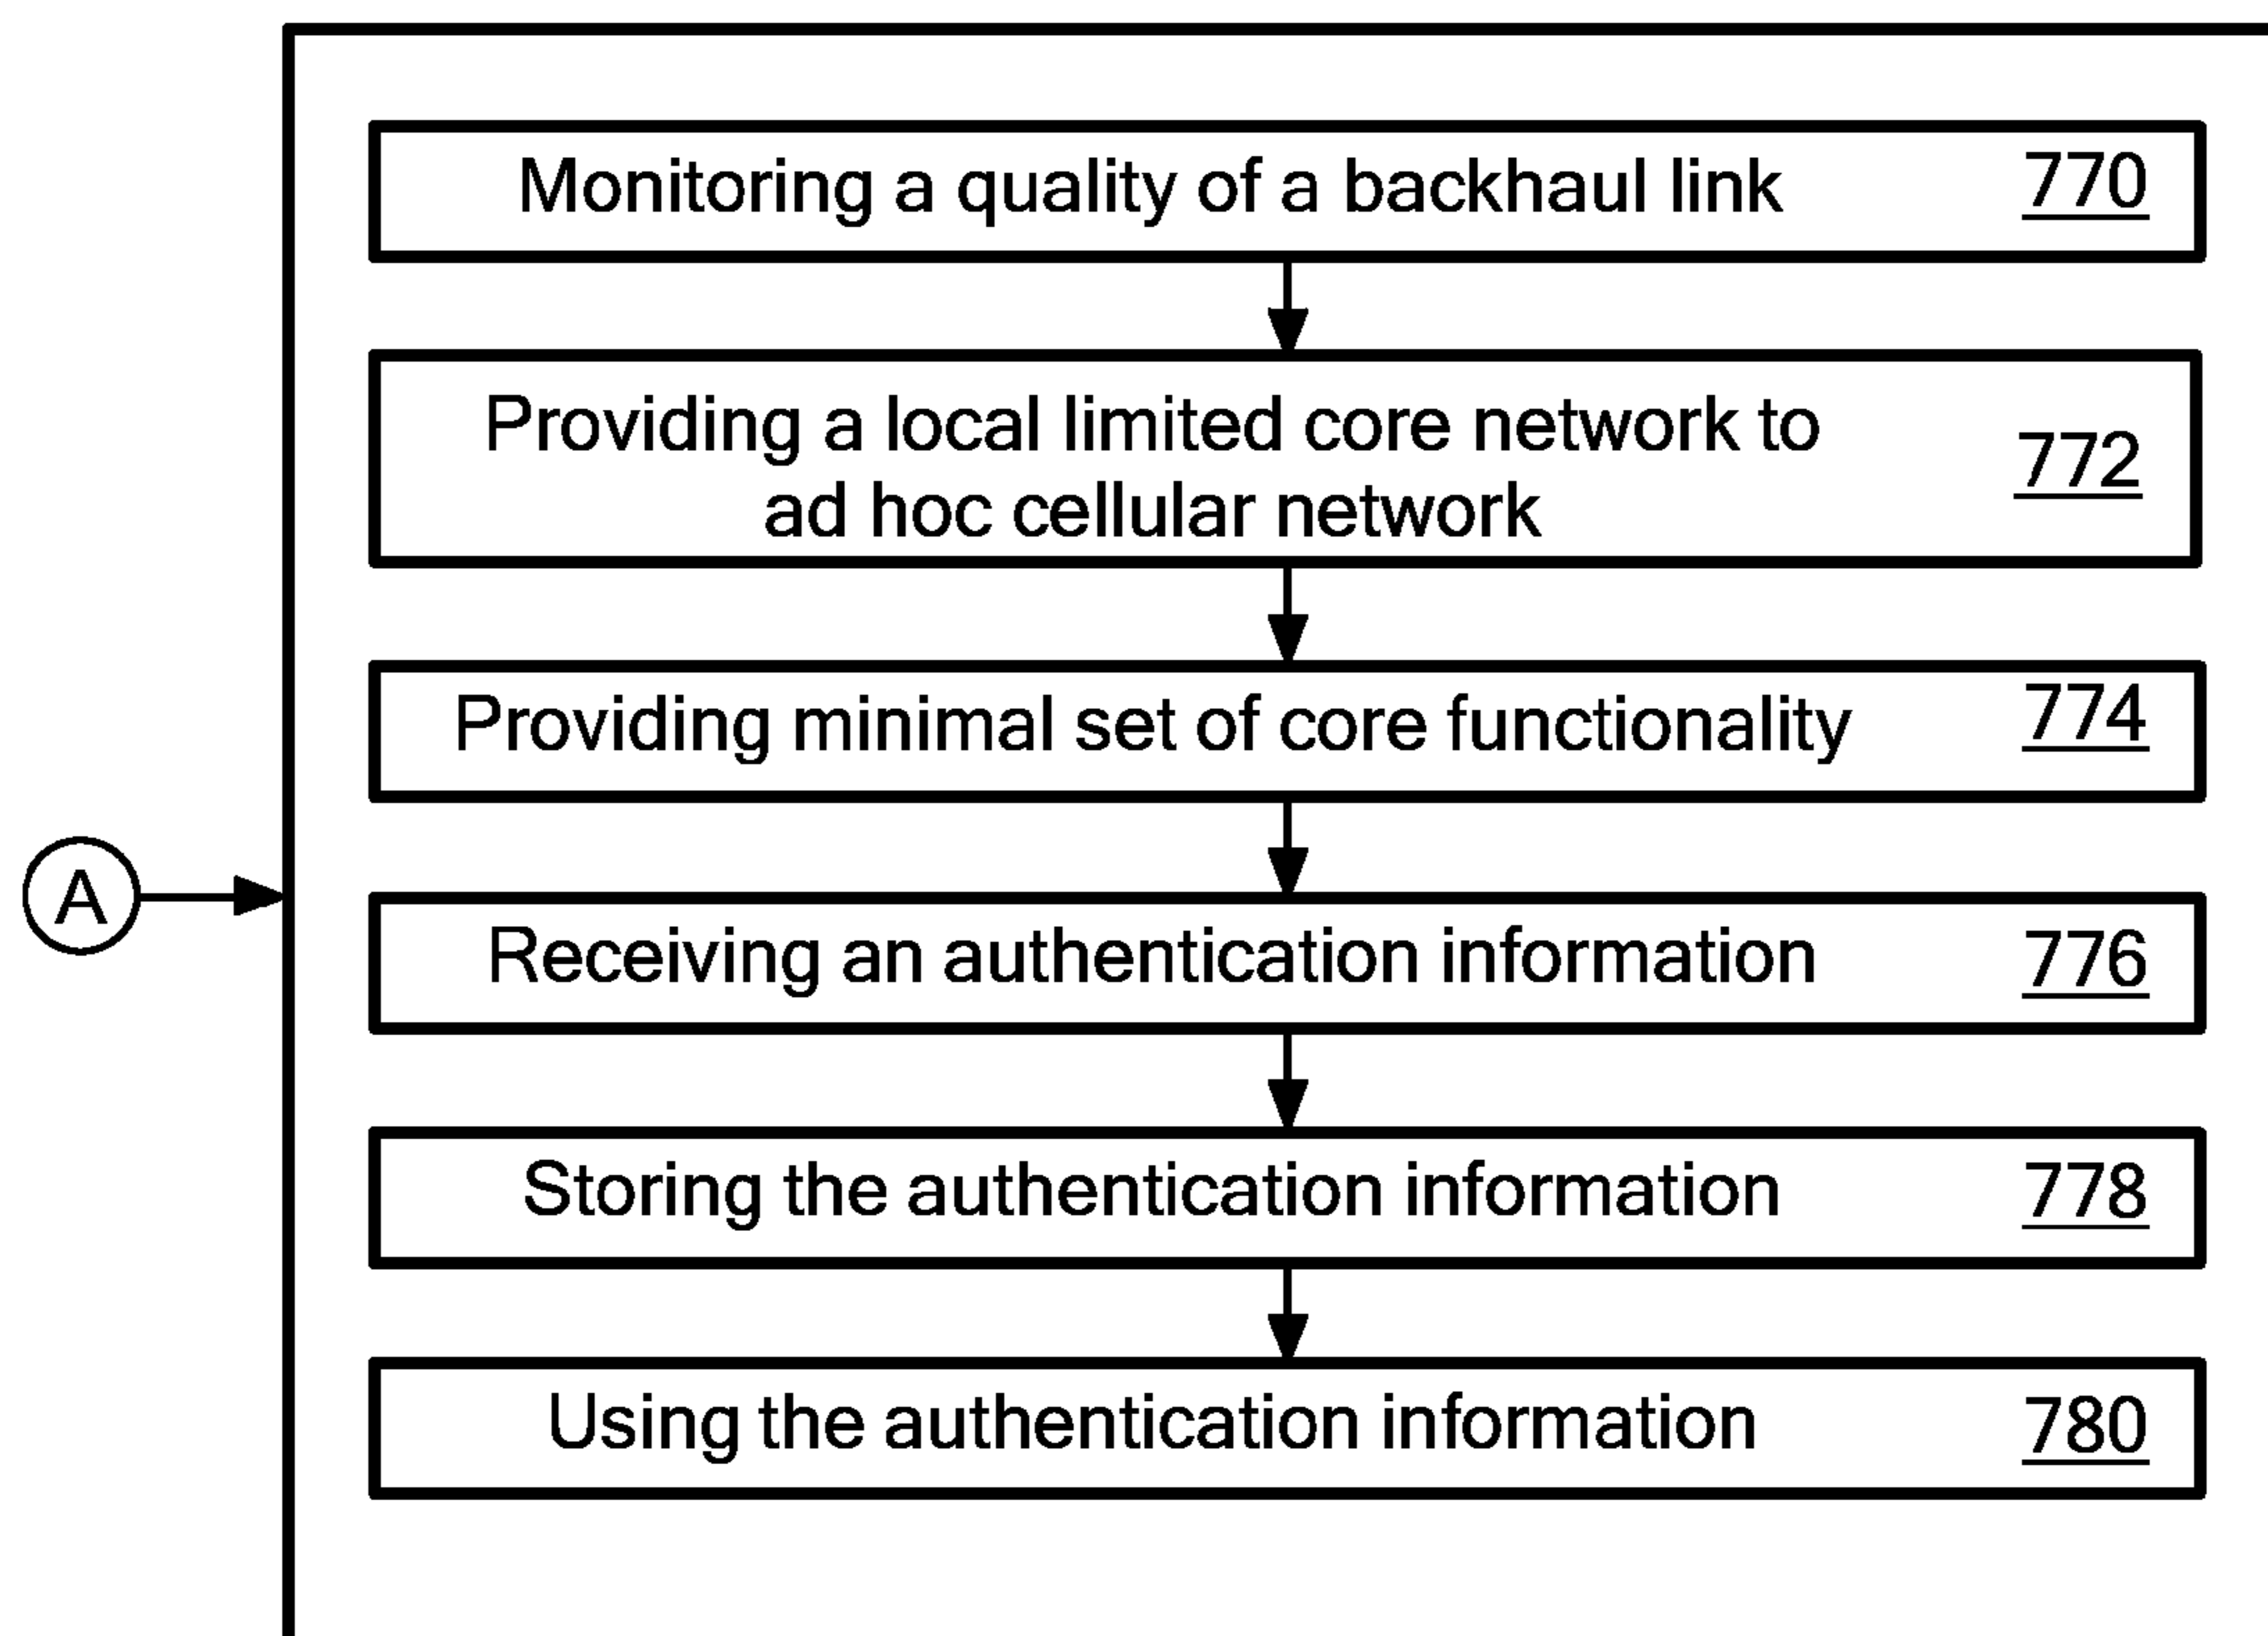 Monitoring a quality of a backhaul link 770
Providing a local limited core network to
ad hoc cellular network 772
Providing minimal set of core functionality 774
A
Receiving an authentication information 776
Storing the authentication information 778
Using the authentication information 780